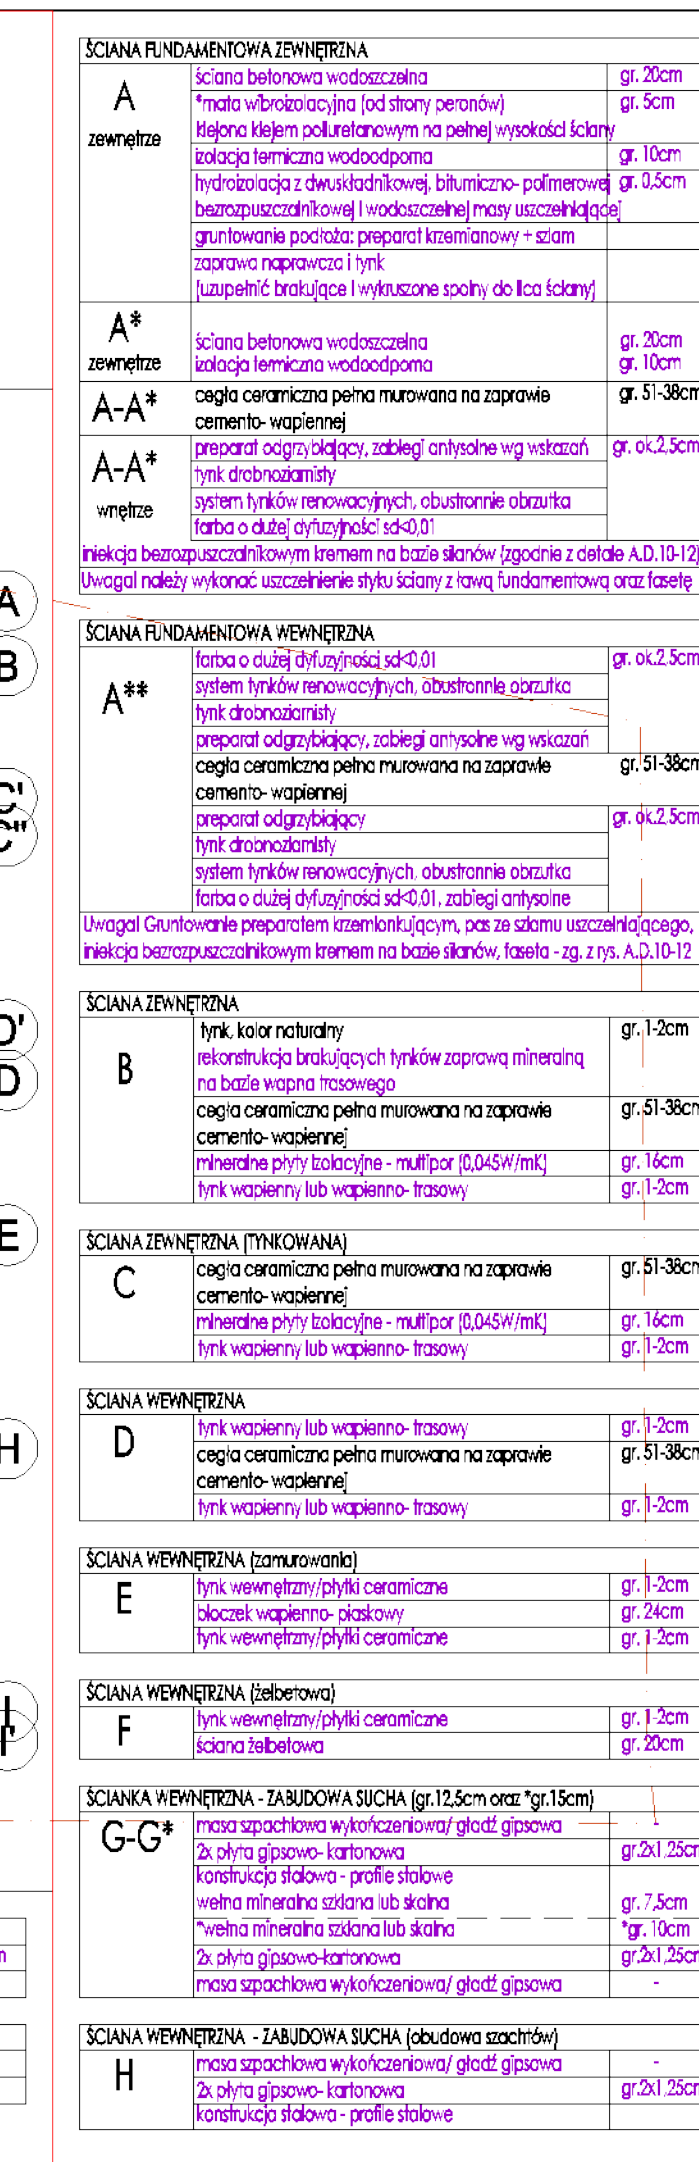 ŚCIANA FUNDAMENTOWA ZEWNĘTRZNA
A
zewnętrze
ściana betonowa wodoszczelna gr. 20cm
*mata wibroizolacyjna (od strony peronów) gr. 5cm
klejona klejem poliuretanowym na pełnej wysokości ściany
izolacja termiczna wodoodporna gr. 10cm
hydroizolacja z dwuskładnikowej, bitumiczno- polimerowej gr. 0,5cm
bezrozpuszczalnikowej i wodoszczelnej masy uszczelniającej
gruntowanie podłoża: preparat krzemianowy + szlam
zaprawa naprawcza i tynk
(uzupełnić brakujące i wykruszone spoiny do lica ściany)
A*
zewnętrze
ściana betonowa wodoszczelna gr. 20cm
izolacja termiczna wodoodporna gr. 10cm
A-A*
cegła ceramiczna pełna murowana na zaprawie gr. 51-38cm
cemento- wapiennej
A-A*
wnętrze
preparat odgrzybiający, zabiegi antysolne wg wskazań gr. ok.2,5cm
tynk drobnoziarnisty
system tynków renowacyjnych, obustronnie obrzutka
farba o dużej dyfuzyjności sd<0,01
iniekcja bezrozpuszczalnikowym kremem na bazie silanów (zgodnie z detale A.D.10-12)
Uwaga! należy wykonać uszczelnienie styku ściany z ławą fundamentową oraz fasetę
A
B
C'
C"
D'
D
E
H
I
I'
ŚCIANA FUNDAMENTOWA WEWNĘTRZNA
A**
farba o dużej dyfuzyjności sd<0,01 gr. ok.2,5cm
system tynków renowacyjnych, obustronnie obrzutka
tynk drobnoziarnisty
preparat odgrzybiający, zabiegi antysolne wg wskazań
cegła ceramiczna pełna murowana na zaprawie gr. 51-38cm
cemento- wapiennej
preparat odgrzybiający gr. ok.2,5cm
tynk drobnoziarnisty
system tynków renowacyjnych, obustronnie obrzutka
farba o dużej dyfuzyjności sd<0,01, zabiegi antysolne
Uwaga! Gruntowanie preparatem krzemionkującym, pas ze szlamu uszczelniającego,
iniekcja bezrozpuszczalnikowym kremem na bazie silanów, faseta - zg. z rys. A.D.10-12
ŚCIANA ZEWNĘTRZNA
B
tynk, kolor naturalny gr. 1-2cm
rekonstrukcja brakujących tynków zaprawą mineralną
na bazie wapna trasowego
cegła ceramiczna pełna murowana na zaprawie gr. 51-38cm
cemento- wapiennej
mineralne płyty izolacyjne - multipor (0,045W/mK) gr. 16cm
tynk wapienny lub wapienno- trasowy gr. 1-2cm
ŚCIANA ZEWNĘTRZNA (TYNKOWANA)
C
cegła ceramiczna pełna murowana na zaprawie gr. 51-38cm
cemento- wapiennej
mineralne płyty izolacyjne - multipor (0,045W/mK) gr. 16cm
tynk wapienny lub wapienno- trasowy gr. 1-2cm
ŚCIANA WEWNĘTRZNA
D
tynk wapienny lub wapienno- trasowy gr. 1-2cm
cegła ceramiczna pełna murowana na zaprawie gr. 51-38cm
cemento- wapiennej
tynk wapienny lub wapienno- trasowy gr. 1-2cm
ŚCIANA WEWNĘTRZNA (zamurowania)
E
tynk wewnętrzny/płytki ceramiczne gr. 1-2cm
bloczek wapienno- piaskowy gr. 24cm
tynk wewnętrzny/płytki ceramiczne gr. 1-2cm
ŚCIANA WEWNĘTRZNA (żelbetowa)
F
tynk wewnętrzny/płytki ceramiczne gr. 1-2cm
ściana żelbetowa gr. 20cm
ŚCIANKA WEWNĘTRZNA - ZABUDOWA SUCHA (gr.12,5cm oraz *gr.15cm)
G-G*
masa szpachlowa wykończeniowa/ gładź gipsowa -
2x płyta gipsowo- kartonowa gr.2x1,25cm
konstrukcja stalowa - profile stalowe
wełna mineralna szklana lub skalna gr. 7,5cm
*wełna mineralna szklana lub skalna *gr. 10cm
2x płyta gipsowo-kartonowa gr.2x1,25cm
masa szpachlowa wykończeniowa/ gładź gipsowa -
ŚCIANA WEWNĘTRZNA - ZABUDOWA SUCHA (obudowa szachtów)
H
masa szpachlowa wykończeniowa/ gładź gipsowa -
2x płyta gipsowo- kartonowa gr.2x1,25cm
konstrukcja stalowa - profile stalowe